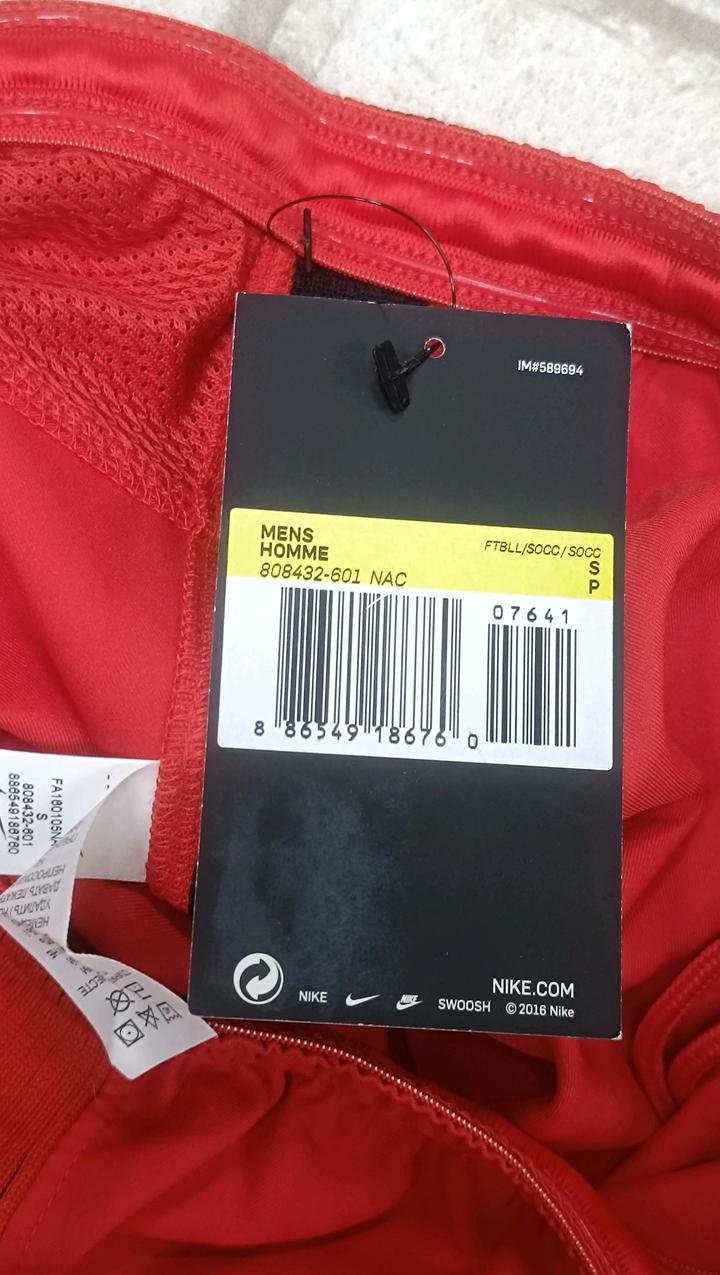 IM#589694
MENS
HOMME
FTBLL/SOCC/SOCC
808432-601 NAC
S
P
07641
8 86549 18676 0
NIKE
SWOOSH
NIKE.COM
© 2016 Nike
808432-601
S
886549186760